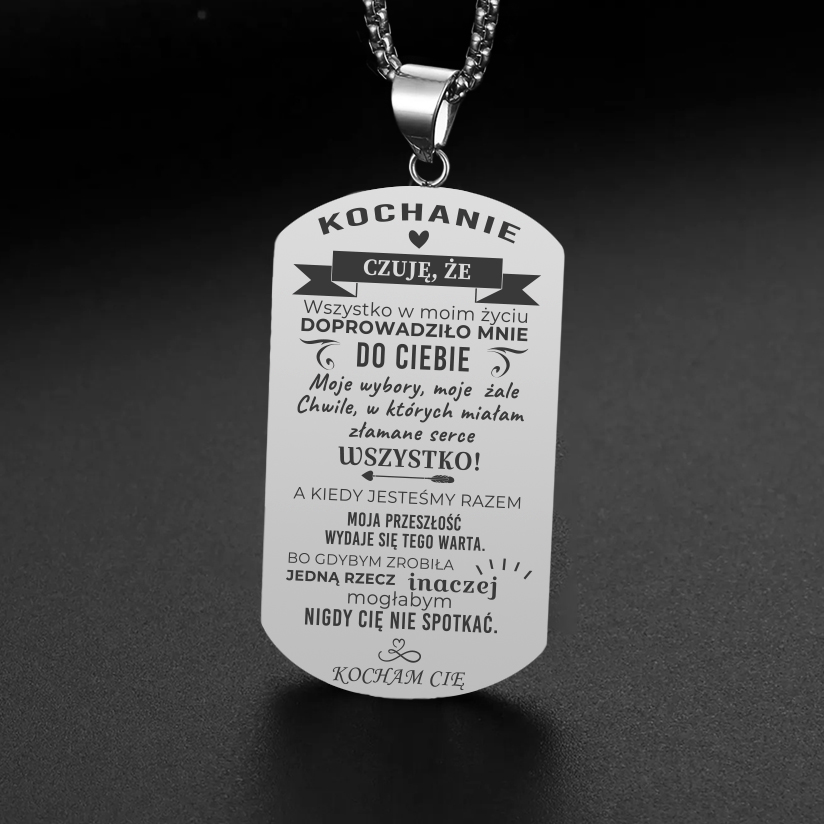 KOCHANIE
CZUJĘ, ŻE
Wszystko w moim życiu
DOPROWADZIŁO MNIE
DO CIEBIE
Moje wybory, moje żale
Chwile, w których miałam
złamane serce
WSZYSTKO!
A KIEDY JESTEŚMY RAZEM
MOJA PRZESZŁOŚĆ
WYDAJE SIĘ TEGO WARTA.
BO GDYBYM ZROBIŁA
JEDNĄ RZECZ inaczej
mogłabym
NIGDY CIĘ NIE SPOTKAĆ.
KOCHAM CIĘ